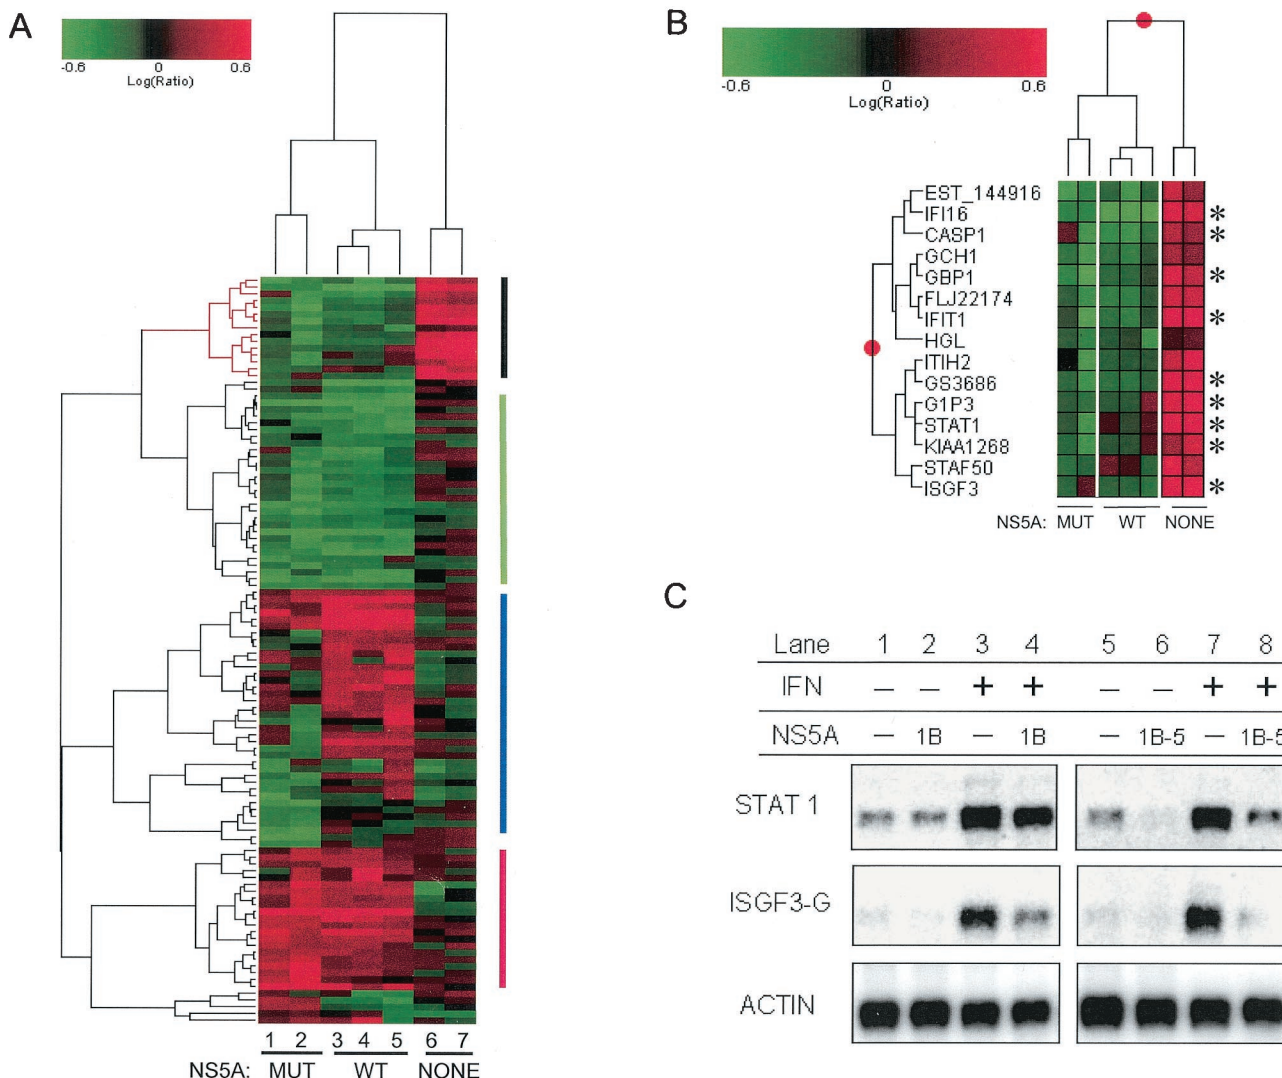 A
-0.6 0 0.6
Log(Ratio)
1 2 3 4 5 6 7
NS5A: MUT WT NONE
B
-0.6 0 0.6
Log(Ratio)
EST_144916
IFI16 *
CASP1 *
GCH1
GBP1 *
FLJ22174
IFIT1 *
HGL
ITIH2
GS3686 *
G1P3 *
STAT1 *
KIAA1268 *
STAF50
ISGF3 *
NS5A: MUT WT NONE
C
Lane 1 2 3 4 5 6 7 8
IFN – – + + – – + +
NS5A – 1B – 1B – 1B-5 – 1B-5
STAT 1
ISGF3-G
ACTIN